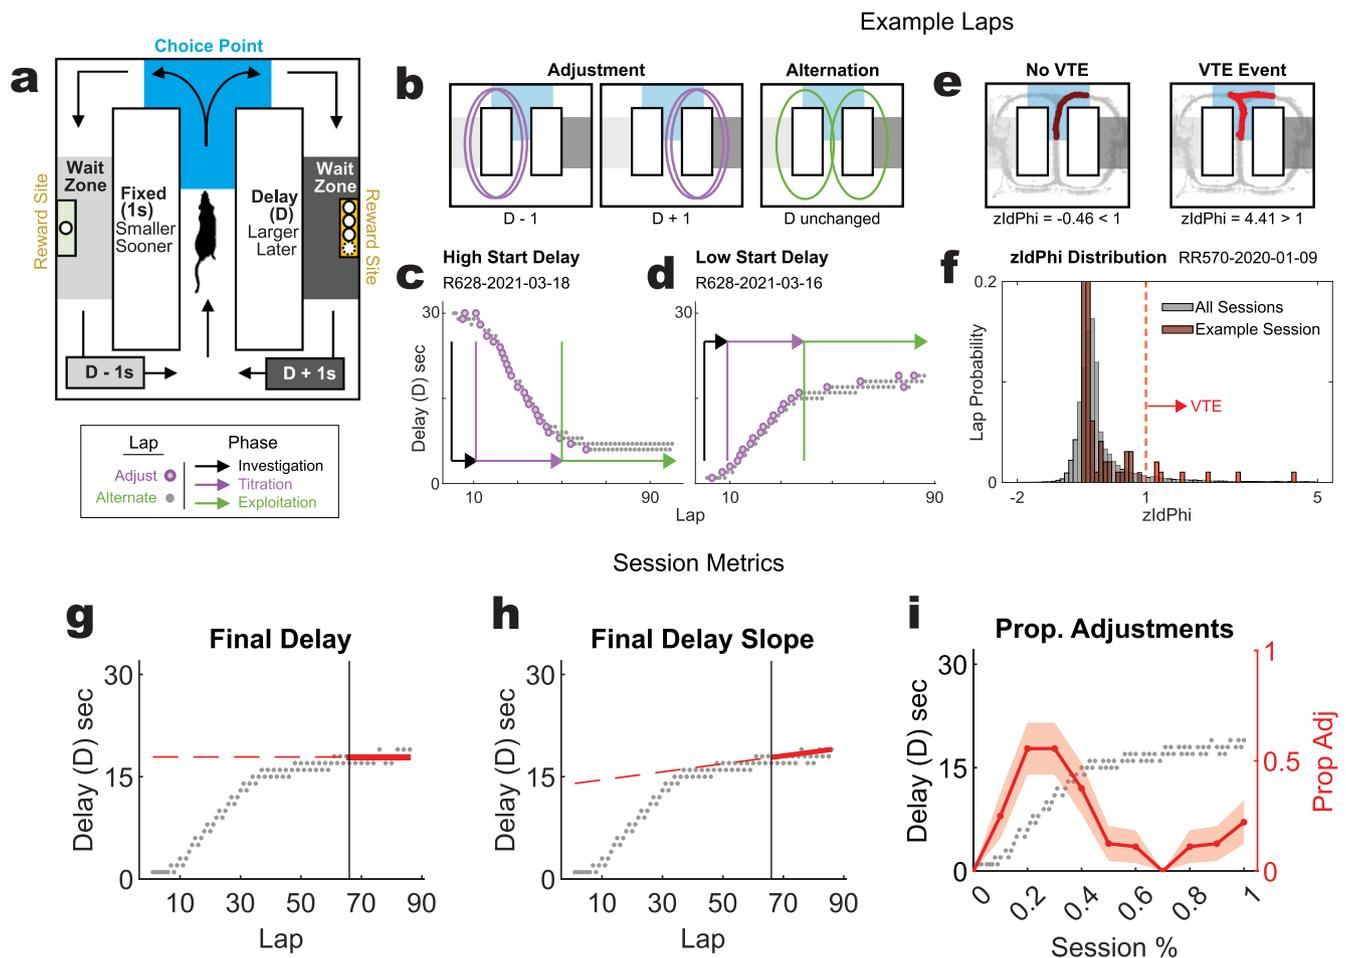 Example Laps
a
Choice Point
Wait
Zone
Fixed
(1s)
Smaller
Sooner
Delay
(D)
Larger
Later
Wait
Zone
Reward Site
Reward Site
D - 1s
D + 1s
Lap
Phase
Adjust
Alternate
Investigation
Titration
Exploitation
b
Adjustment
Alternation
D - 1
D + 1
D unchanged
c
High Start Delay
R628-2021-03-18
30
0
Delay (D) sec
10
90
d
Low Start Delay
R628-2021-03-16
30
0
10
90
Lap
e
No VTE
VTE Event
zIdPhi = -0.46 < 1
zIdPhi = 4.41 > 1
f
zIdPhi Distribution RR570-2020-01-09
0.2
0
Lap Probability
All Sessions
Example Session
VTE
-2
1
5
zIdPhi
Session Metrics
g
Final Delay
Delay (D) sec
30
15
0
10 30 50 70 90
Lap
h
Final Delay Slope
Delay (D) sec
30
15
0
10 30 50 70 90
Lap
i
Prop. Adjustments
Delay (D) sec
30
15
0
1
0.5
0
Prop Adj
0 0.2 0.4 0.6 0.8 1
Session %